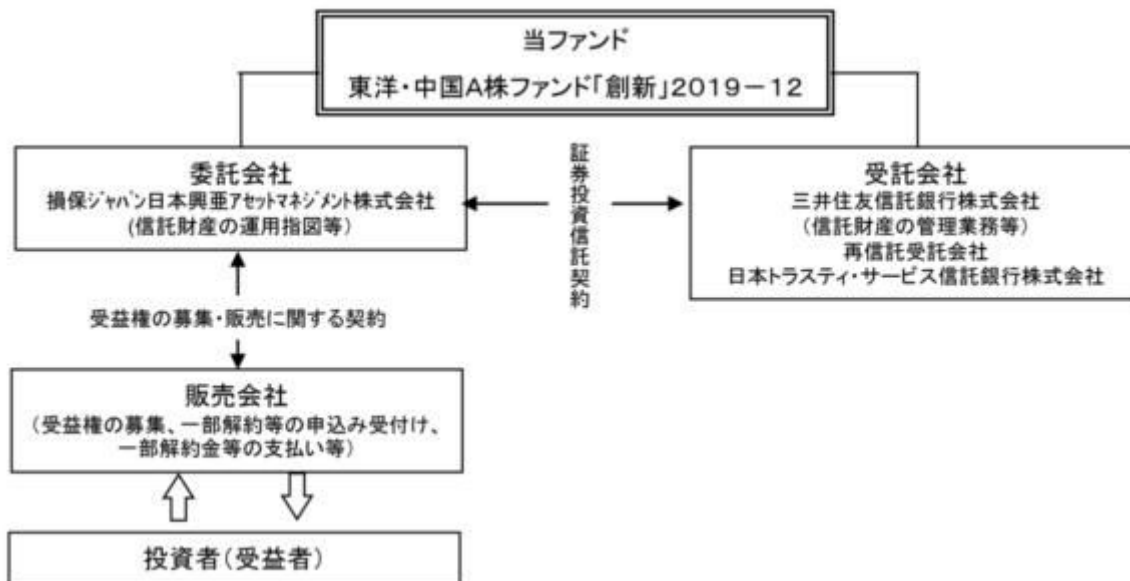 当ファンド
東洋・中国A株ファンド「創新」2019-12
委託会社
損保ｼﾞｬﾊﾟﾝ日本興亜ｱｾｯﾄﾏﾈｼﾞﾒﾝﾄ株式会社
(信託財産の運用指図等)
証券投資信託契約
受託会社
三井住友信託銀行株式会社
(信託財産の管理業務等)
再信託受託会社
日本トラスティ・サービス信託銀行株式会社
受益権の募集・販売に関する契約
販売会社
(受益権の募集、一部解約等の申込み受付け、
一部解約金等の支払い等)
投資者(受益者)